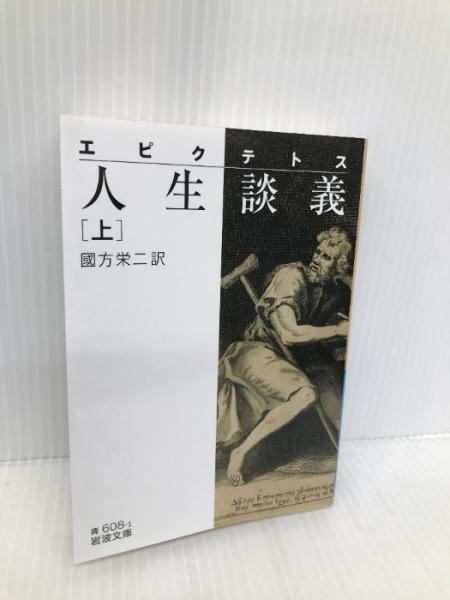 エピクテトス
人生談義
[上]
國方栄二訳
青 608-1
岩波文庫